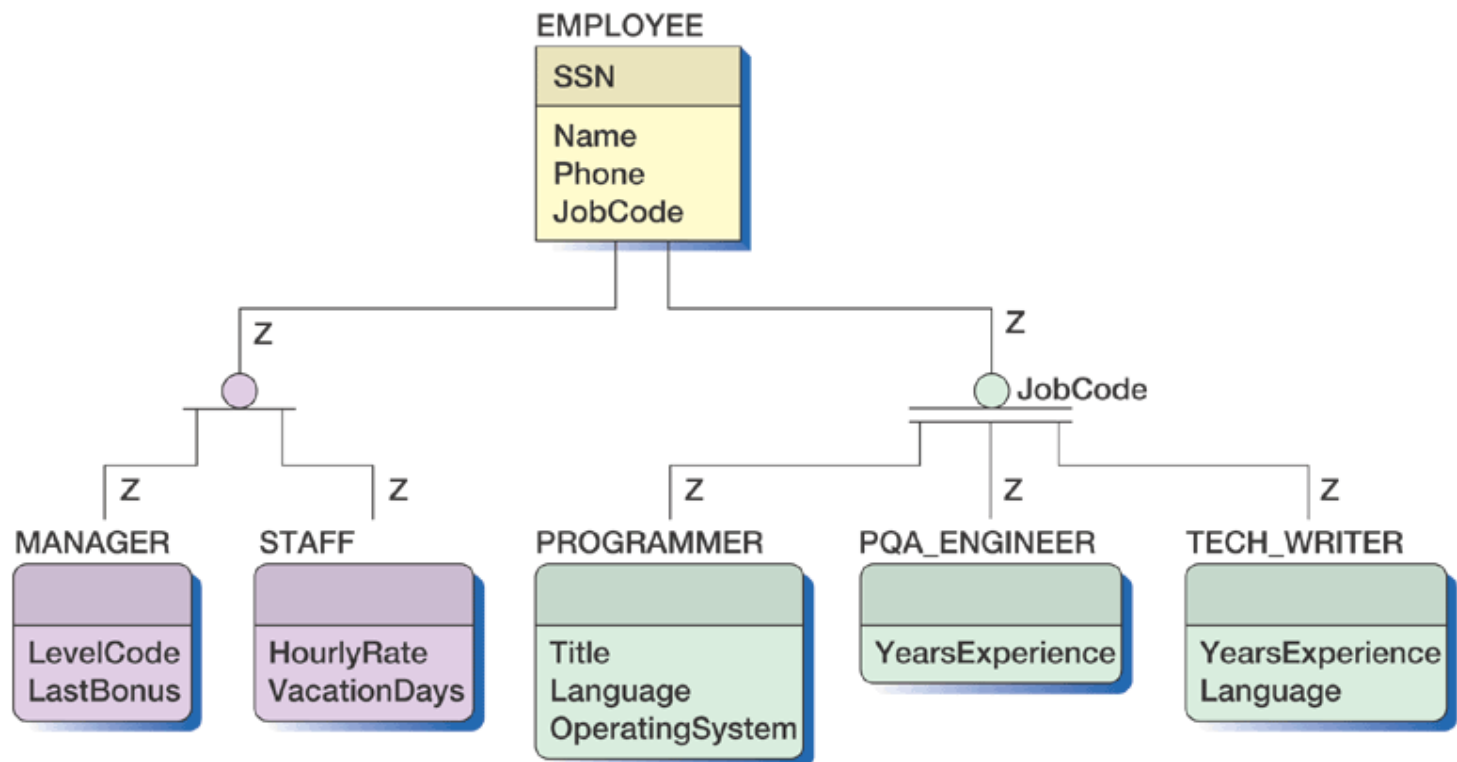 EMPLOYEE
SSN
Name
Phone
JobCode
Z
Z
JobCode
Z
Z
Z
Z
Z
MANAGER
LevelCode
LastBonus
STAFF
HourlyRate
VacationDays
PROGRAMMER
Title
Language
OperatingSystem
PQA_ENGINEER
YearsExperience
TECH_WRITER
YearsExperience
Language